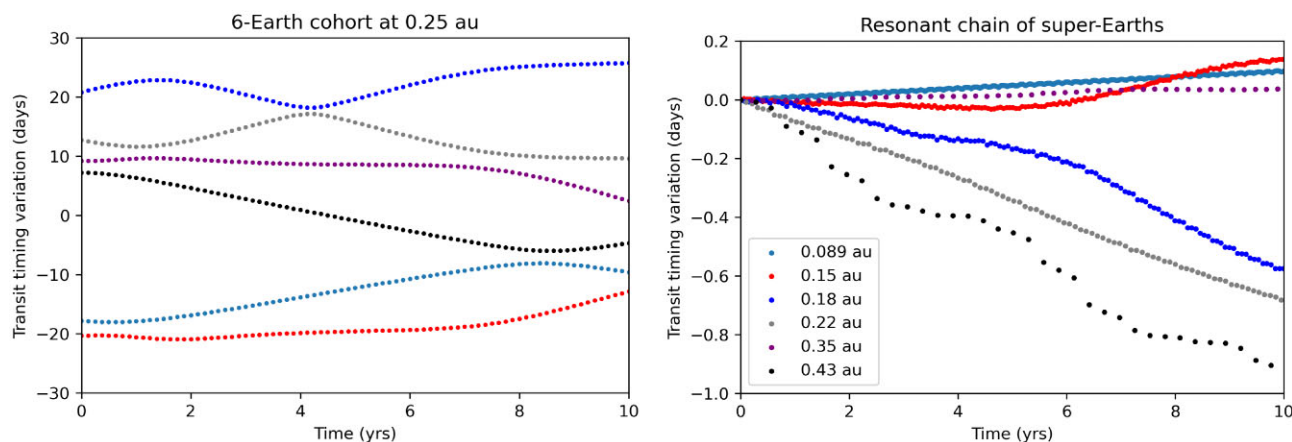 6-Earth cohort at 0.25 au
Transit timing variation (days)
30
20
10
0
−10
−20
−30
0
2
4
6
8
10
Time (yrs)
Resonant chain of super-Earths
Transit timing variation (days)
0.2
0.0
−0.2
−0.4
−0.6
−0.8
−1.0
0.089 au
0.15 au
0.18 au
0.22 au
0.35 au
0.43 au
0
2
4
6
8
10
Time (yrs)